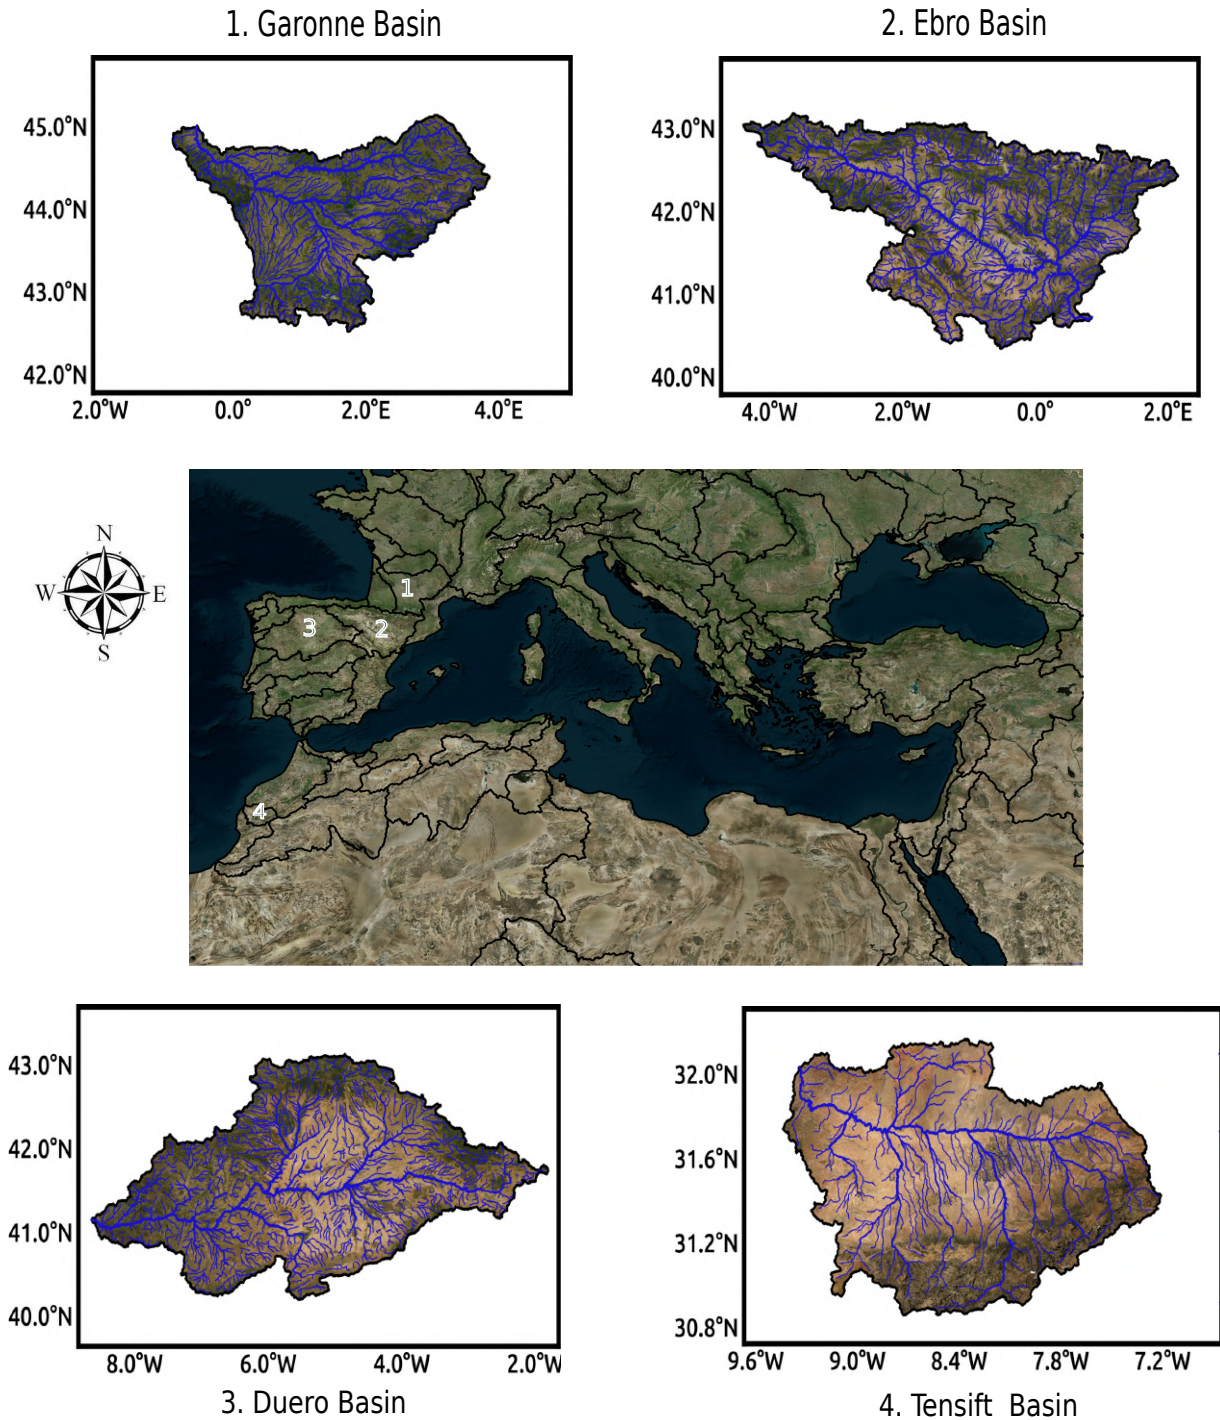 1. Garonne Basin
2. Ebro Basin
45.0°N
44.0°N
43.0°N
42.0°N
2.0°W 0.0° 2.0°E 4.0°E
43.0°N
42.0°N
41.0°N
40.0°N
4.0°W 2.0°W 0.0° 2.0°E
N
W E
S
1
2
3
4
43.0°N
42.0°N
41.0°N
40.0°N
8.0°W 6.0°W 4.0°W 2.0°W
3. Duero Basin
32.0°N
31.6°N
31.2°N
30.8°N
9.6°W 9.0°W 8.4°W 7.8°W 7.2°W
4. Tensift Basin